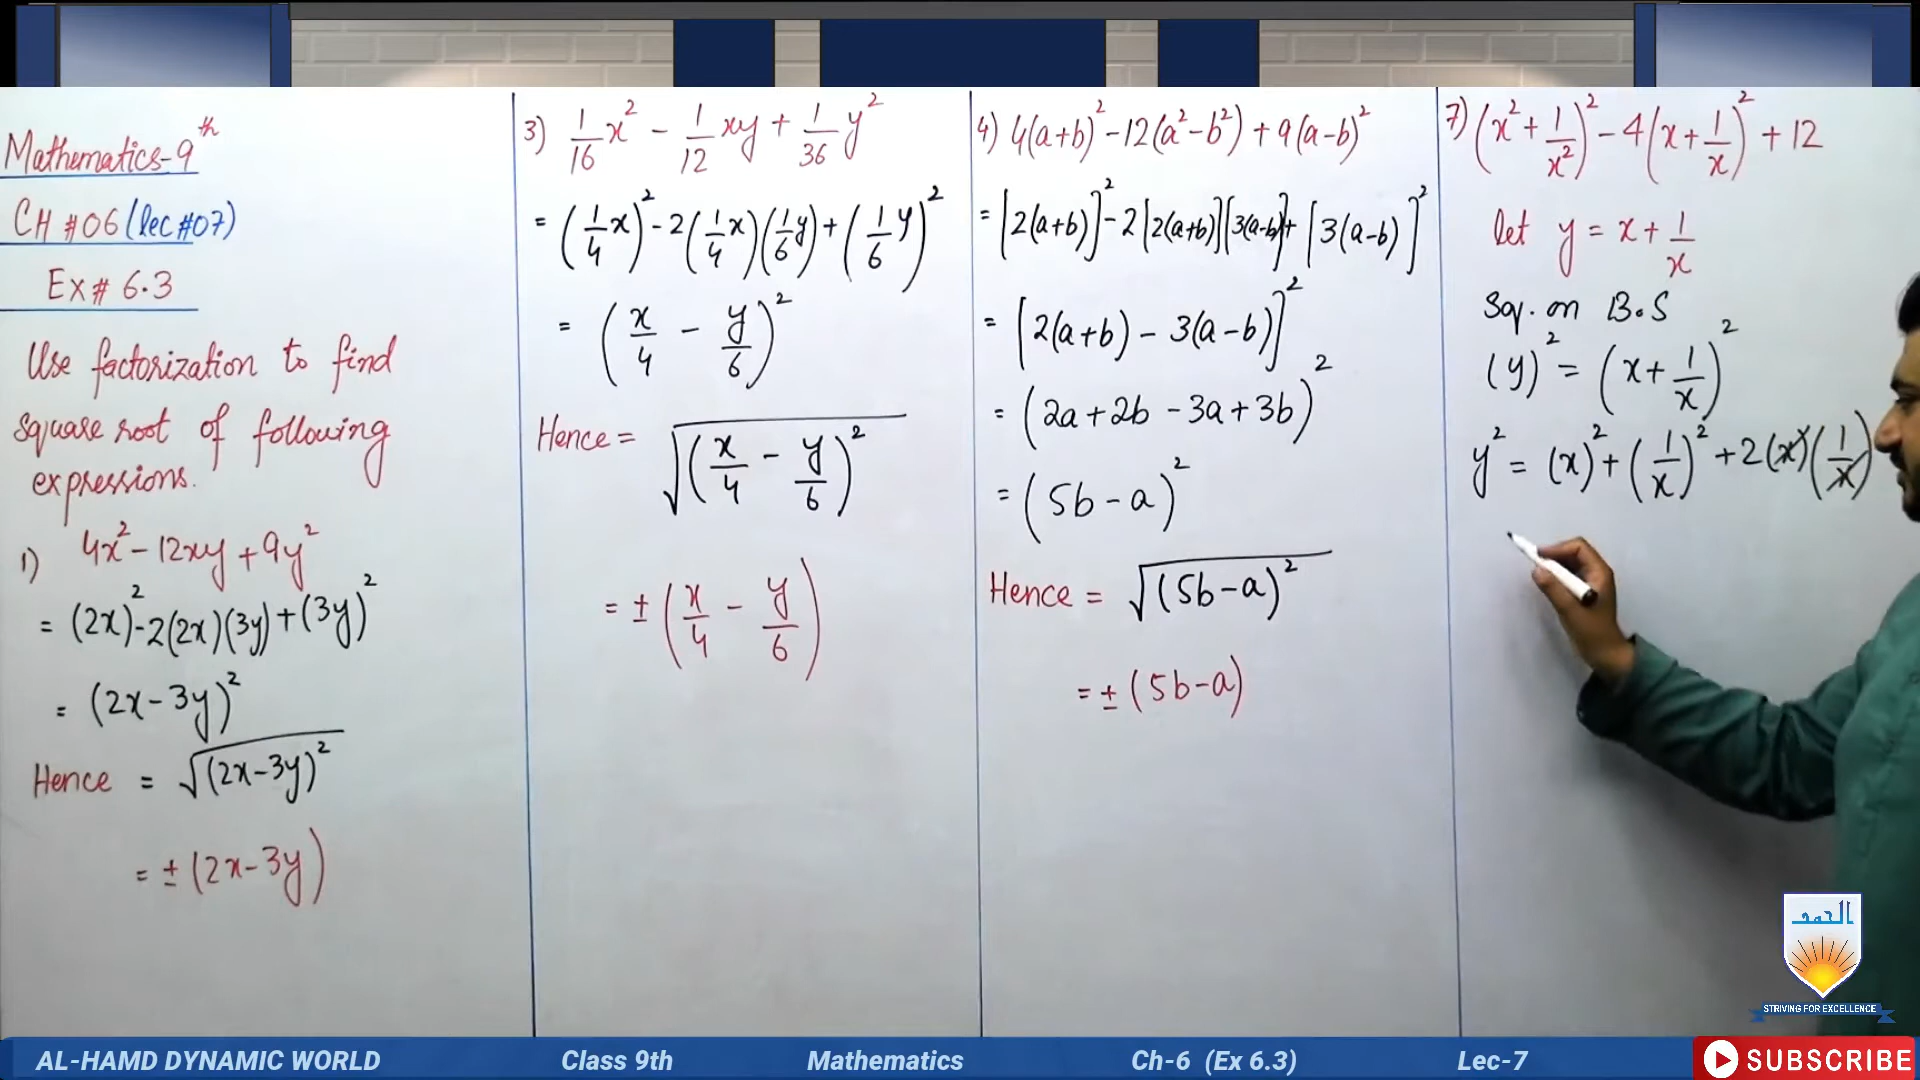 Mathematics-9th
CH #06 (lec #07)
Ex# 6.3
Use factorization to find
square root of following
expressions.
1) 4x² - 12xy + 9y²
= (2x)² - 2(2x)(3y) + (3y)²
= (2x - 3y)²
Hence = √(2x-3y)²
= ± (2x-3y)
3) 1/16 x² - 1/12 xy + 1/36 y²
= (1/4 x)² - 2(1/4 x)(1/6 y) + (1/6 y)²
= (x/4 - y/6)²
Hence = √(x/4 - y/6)²
= ± (x/4 - y/6)
4) 4(a+b)² - 12(a²-b²) + 9(a-b)²
= [2(a+b)]² - 2[2(a+b)][3(a-b)] + [3(a-b)]²
= [2(a+b) - 3(a-b)]²
= (2a+2b - 3a+3b)²
= (5b - a)²
Hence = √(5b-a)²
= ± (5b-a)
7) (x² + 1/x²)² - 4(x + 1/x)² + 12
let y = x + 1/x
Sq. on B.S
(y)² = (x + 1/x)²
y² = (x)² + (1/x)² + 2(x)(1/x)
الحمد
STRIVING FOR EXCELLENCE
AL-HAMD DYNAMIC WORLD Class 9th Mathematics Ch-6 (Ex 6.3) Lec-7
SUBSCRIBE